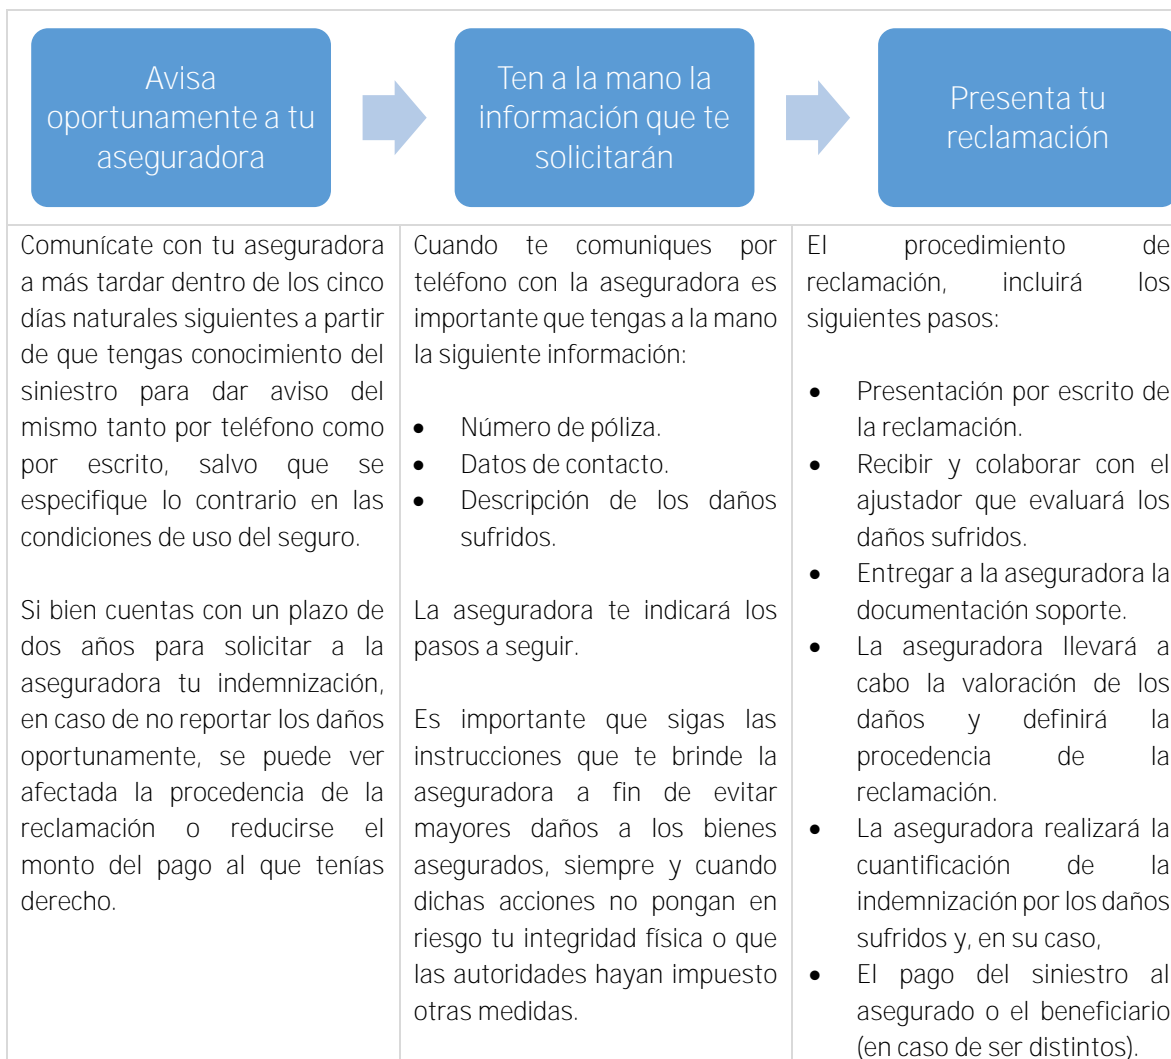 Avisa
oportunamente a tu
aseguradora
Ten a la mano la
información que te
solicitarán
Presenta tu
reclamación
Comunícate con tu aseguradora
a más tardar dentro de los cinco
días naturales siguientes a partir
de que tengas conocimiento del
siniestro para dar aviso del
mismo tanto por teléfono como
por escrito, salvo que se
especifique lo contrario en las
condiciones de uso del seguro.
Si bien cuentas con un plazo de
dos años para solicitar a la
aseguradora tu indemnización,
en caso de no reportar los daños
oportunamente, se puede ver
afectada la procedencia de la
reclamación o reducirse el
monto del pago al que tenías
derecho.
Cuando te comuniques por
teléfono con la aseguradora es
importante que tengas a la mano
la siguiente información:
• Número de póliza.
• Datos de contacto.
• Descripción de los daños
sufridos.
La aseguradora te indicará los
pasos a seguir.
Es importante que sigas las
instrucciones que te brinde la
aseguradora a fin de evitar
mayores daños a los bienes
asegurados, siempre y cuando
dichas acciones no pongan en
riesgo tu integridad física o que
las autoridades hayan impuesto
otras medidas.
El procedimiento de
reclamación, incluirá los
siguientes pasos:
• Presentación por escrito de
la reclamación.
• Recibir y colaborar con el
ajustador que evaluará los
daños sufridos.
• Entregar a la aseguradora la
documentación soporte.
• La aseguradora llevará a
cabo la valoración de los
daños y definirá la
procedencia de la
reclamación.
• La aseguradora realizará la
cuantificación de la
indemnización por los daños
sufridos y, en su caso,
• El pago del siniestro al
asegurado o el beneficiario
(en caso de ser distintos).